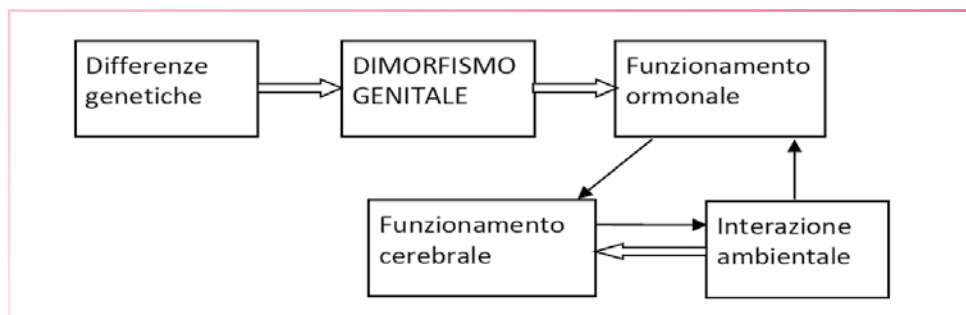 Differenze
genetiche
DIMORFISMO
GENITALE
Funzionamento
ormonale
Funzionamento
cerebrale
Interazione
ambientale